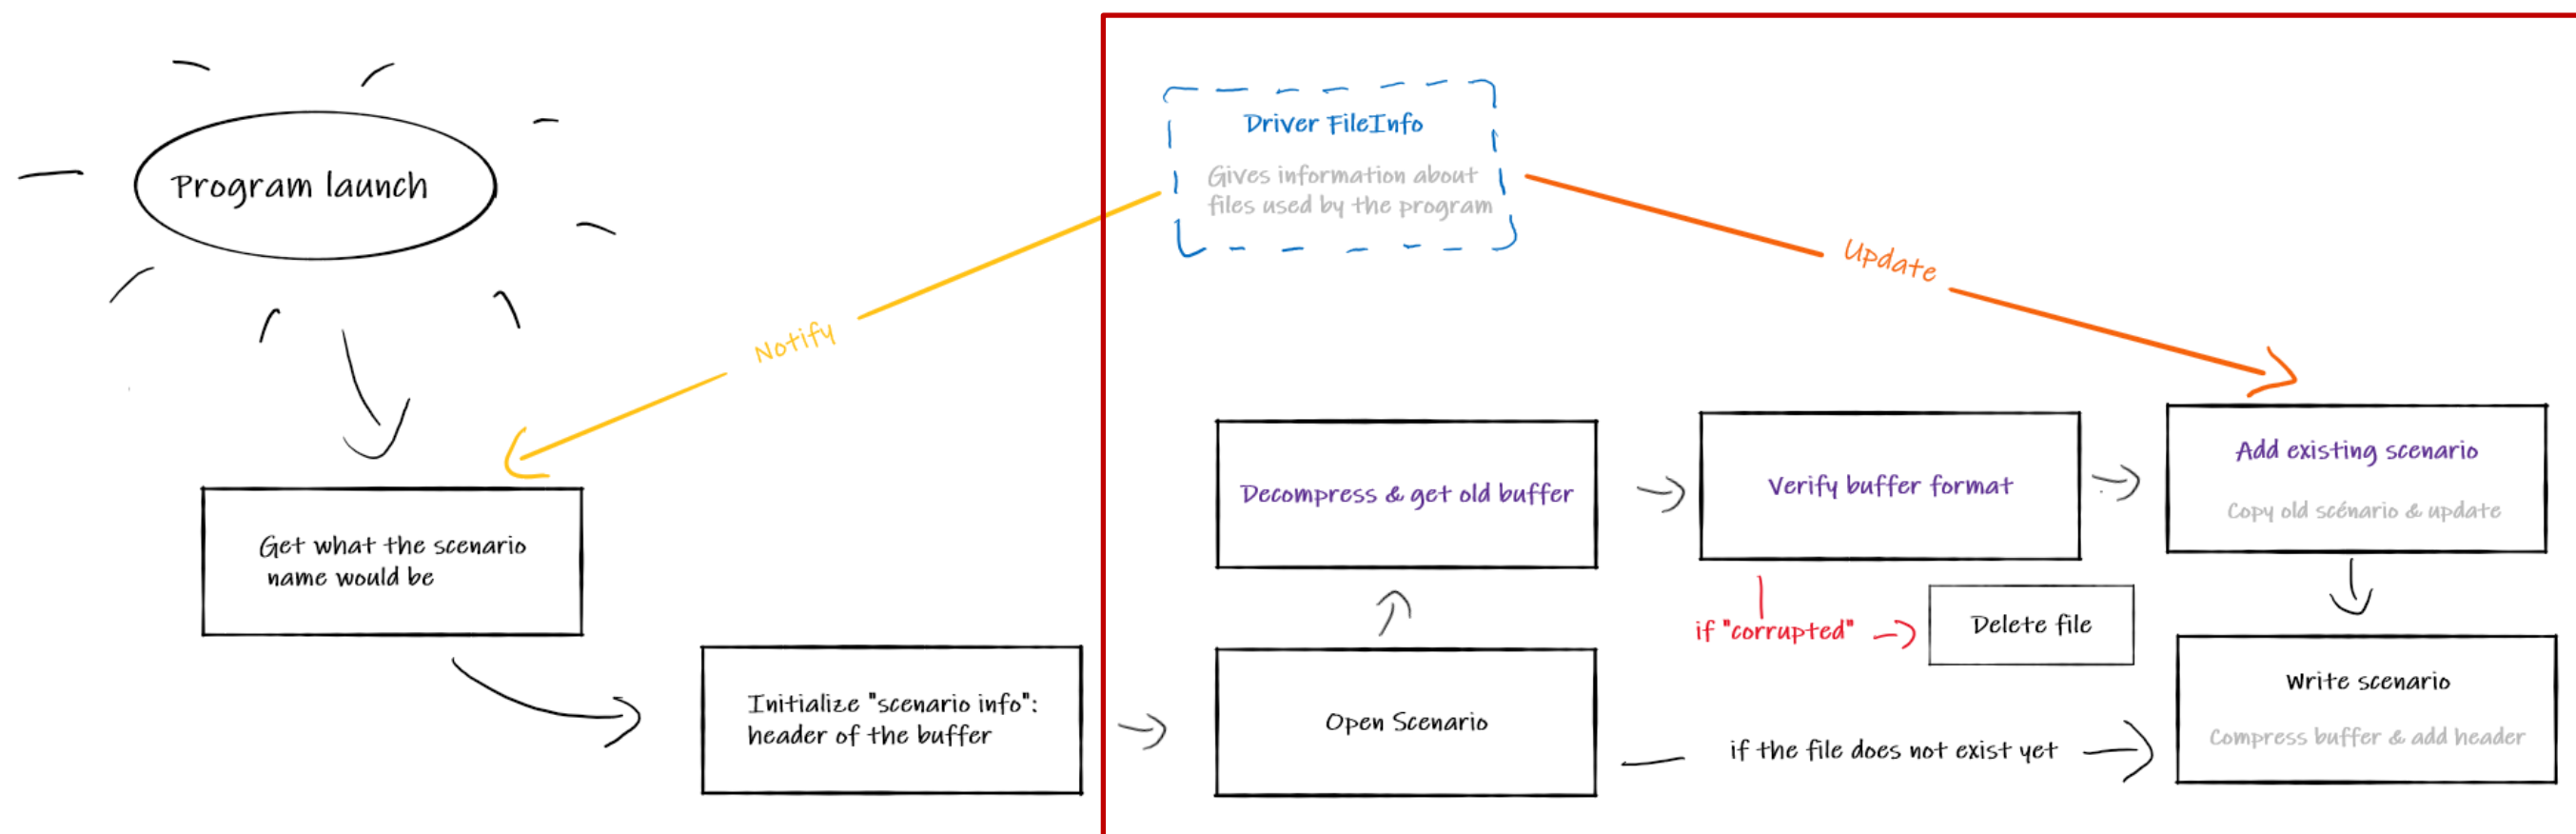 Program launch
Driver FileInfo
Gives information about
files used by the program
Update
Notify
Get what the scenario
name would be
Initialize "scenario info":
header of the buffer
Open Scenario
Decompress & get old buffer
Verify buffer format
if "corrupted"
Delete file
Add existing scenario
Copy old scénario & update
if the file does not exist yet
Write scenario
Compress buffer & add header